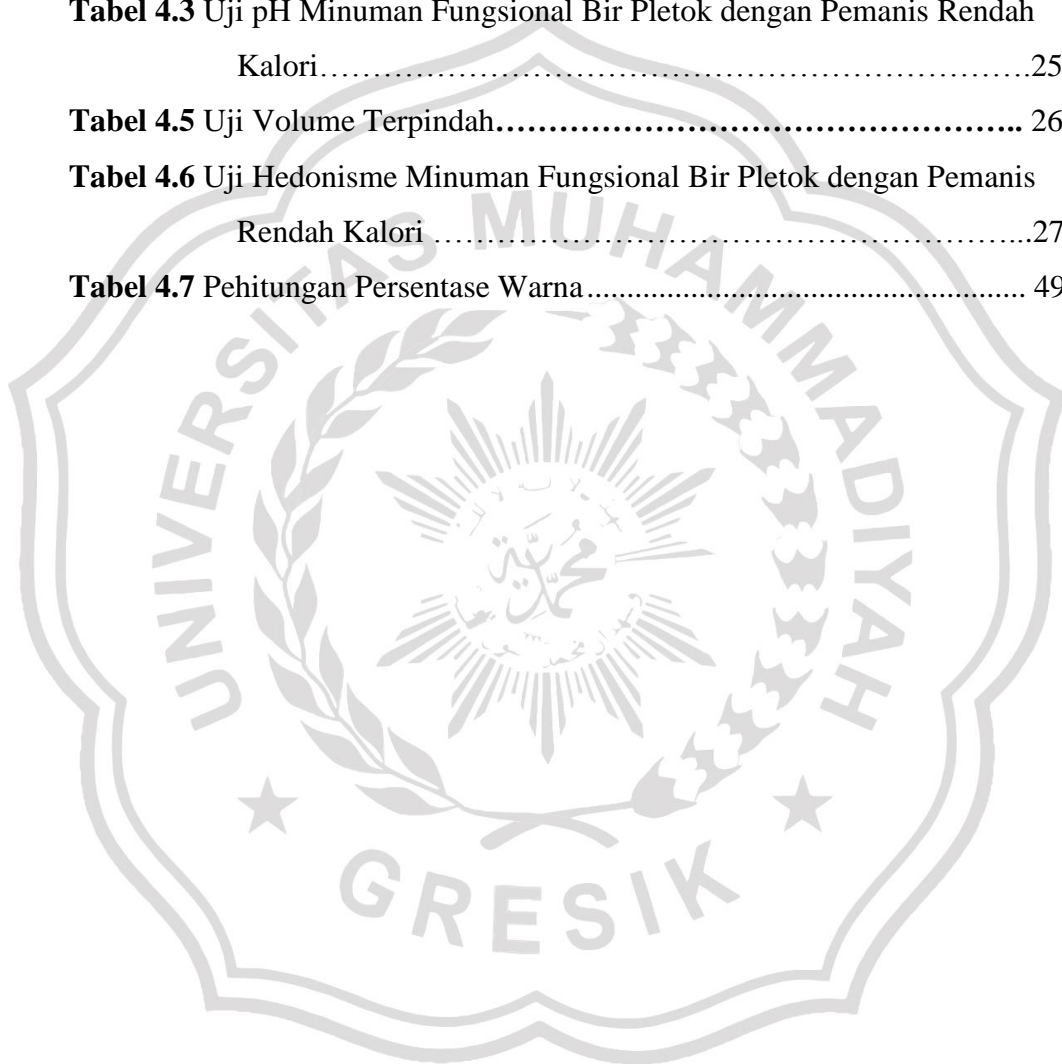 Tabel 4.3 Uji pH Minuman Fungsional Bir Pletok dengan Pemanis Rendah
Kalori……………………………………………………………….25
Tabel 4.5 Uji Volume Terpindah………………………………………….. 26
Tabel 4.6 Uji Hedonisme Minuman Fungsional Bir Pletok dengan Pemanis
Rendah Kalori …………………………………………………...27
Tabel 4.7 Pehitungan Persentase Warna............................................................ 49
UNIVERSITAS MUHAMMADIYAH
GRESIK